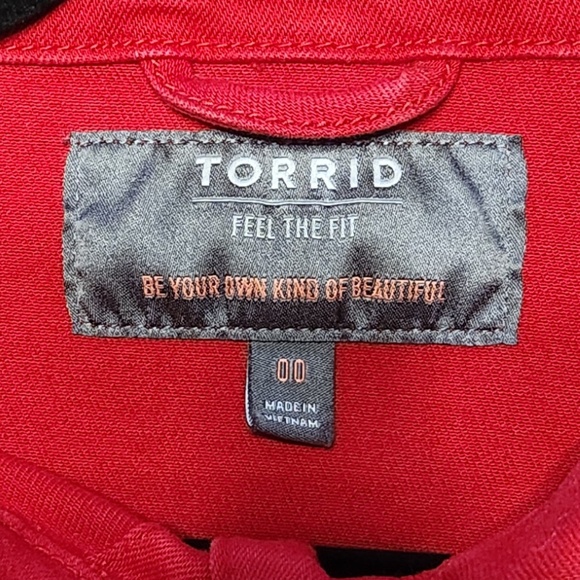 TORRID
FEEL THE FIT
BE YOUR OWN KIND OF BEAUTIFUL
00
MADE IN
VIETNAM